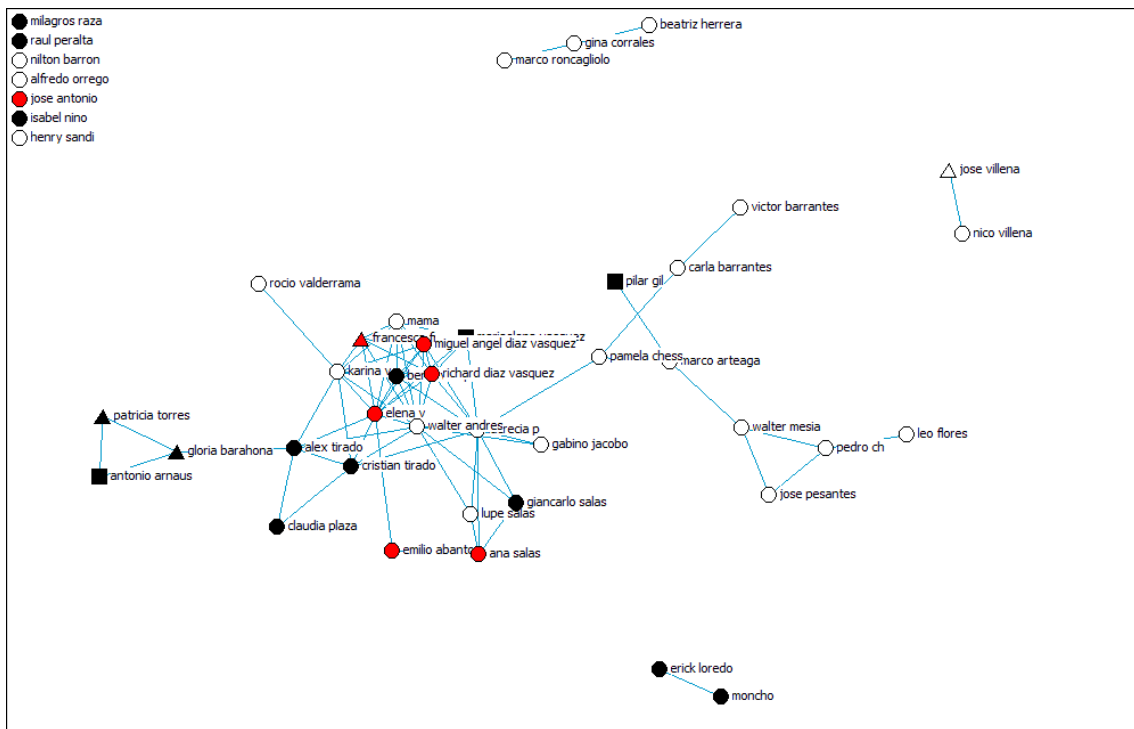 milagros raza
raul peralta
nilton barron
alfredo orrego
jose antonio
isabel nino
henry sandi
beatriz herrera
gina corrales
marco roncagliolo
jose villena
victor barrantes
nico villena
carla barrantes
pilar gil
rocio valderrama
mama
miguel angel diaz vasquez
pamela chess
marco arteaga
karina v
richard diaz vasquez
elena v
patricia torres
walter andres
walter mesia
leo flores
gloria barahona
alex tirado
gabino jacobo
pedro ch
cristian tirado
antonio arnaus
jose pesantes
giancarlo salas
lupe salas
claudia plaza
emilio abanto
ana salas
erick loredo
moncho